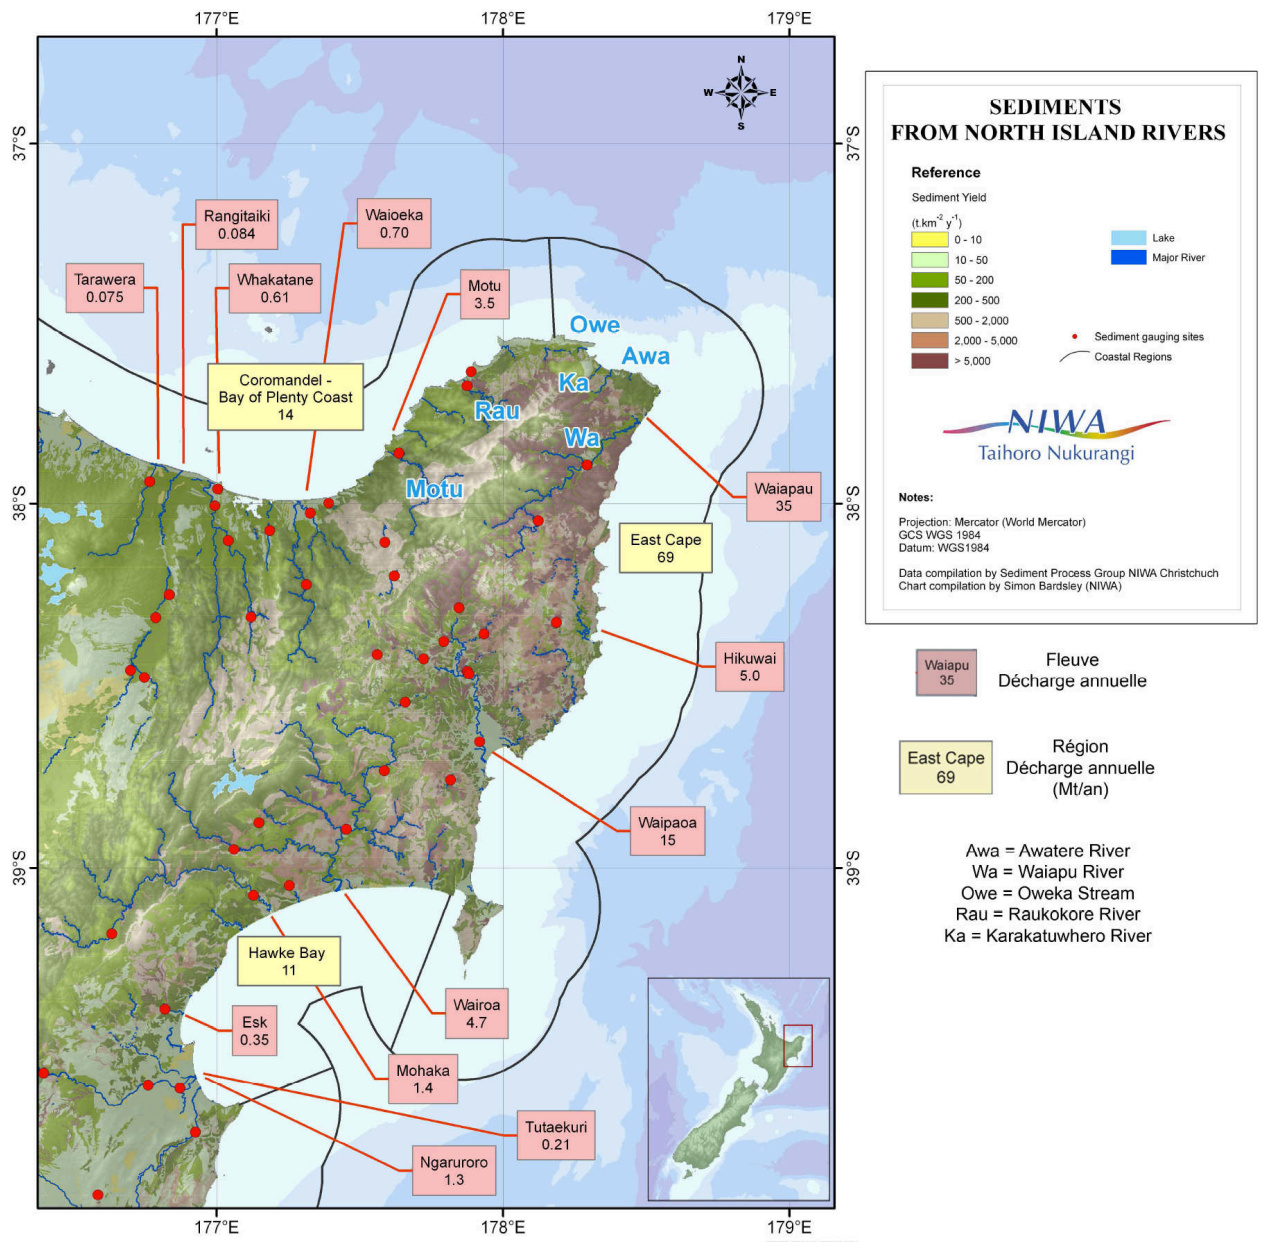 177°E
178°E
179°E
37°S
37°S
N
W
E
S
Rangitaiki
0.084
Waioeka
0.70
Tarawera
0.075
Whakatane
0.61
Motu
3.5
Owe
Awa
Ka
Coromandel -
Bay of Plenty Coast
14
Rau
Wa
Motu
Waiapau
35
38°S
38°S
East Cape
69
Hikuwai
5.0
Waipaoa
15
39°S
39°S
Hawke Bay
11
Wairoa
4.7
Esk
0.35
Mohaka
1.4
Tutaekuri
0.21
Ngaruroro
1.3
177°E
178°E
179°E
SEDIMENTS
FROM NORTH ISLAND RIVERS
Reference
Sediment Yield
(t.km-2 y-1)
0 - 10
10 - 50
50 - 200
200 - 500
500 - 2,000
2,000 - 5,000
> 5,000
Lake
Major River
Sediment gauging sites
Coastal Regions
NIWA
Taihoro Nukurangi
Notes:
Projection: Mercator (World Mercator)
GCS WGS 1984
Datum: WGS1984
Data compilation by Sediment Process Group NIWA Christchuch
Chart compilation by Simon Bardsley (NIWA)
Waiapu
35
Fleuve
Décharge annuelle
East Cape
69
Région
Décharge annuelle
(Mt/an)
Awa = Awatere River
Wa = Waiapu River
Owe = Oweka Stream
Rau = Raukokore River
Ka = Karakatuwhero River